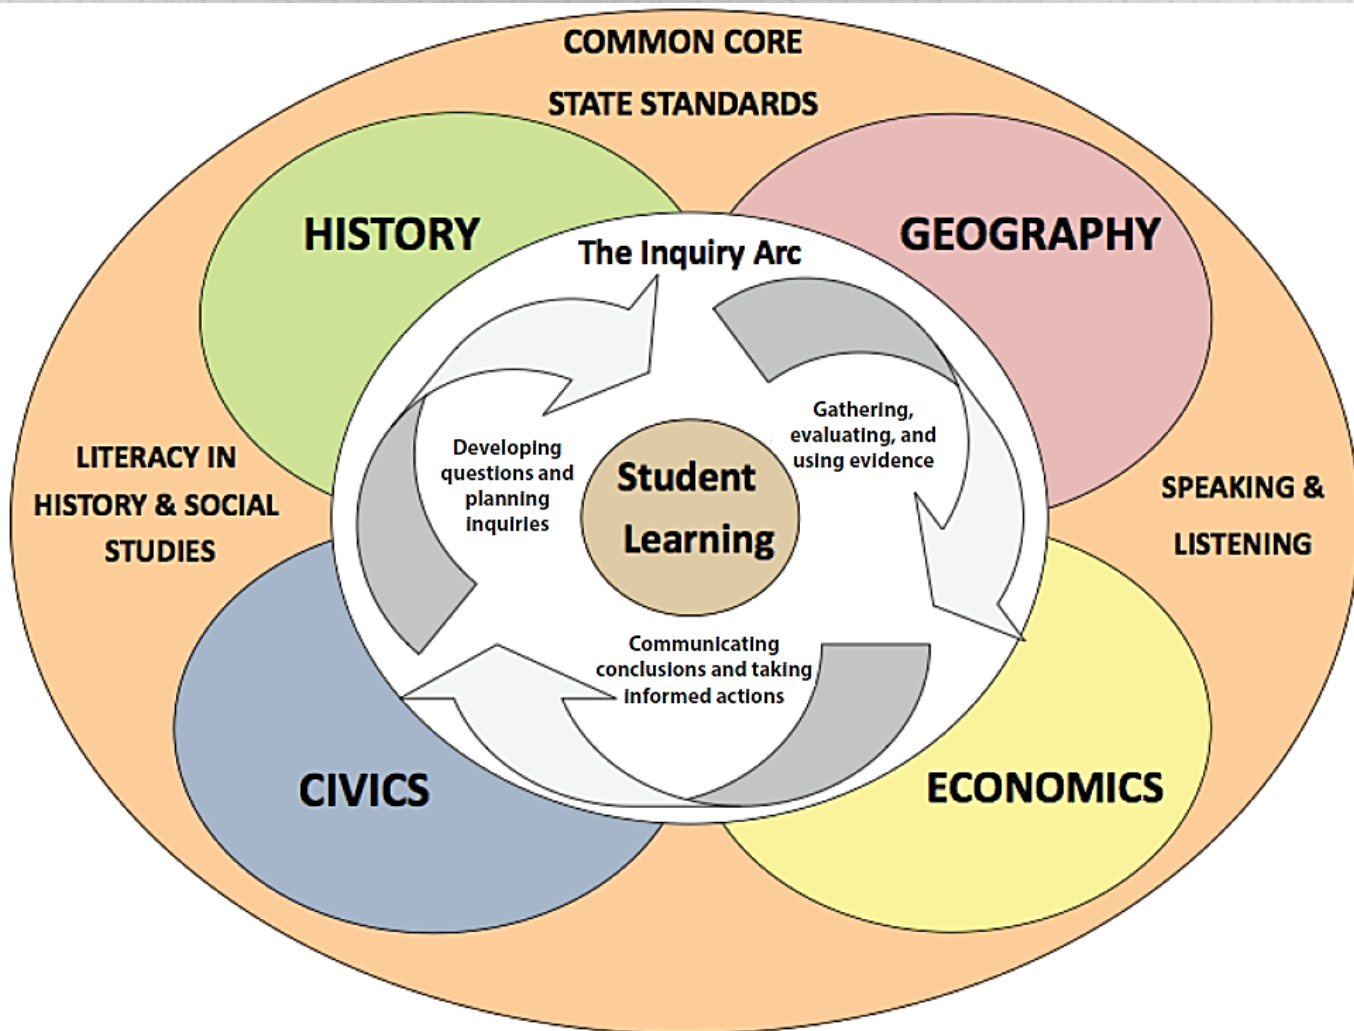 COMMON CORE
STATE STANDARDS
HISTORY
GEOGRAPHY
The Inquiry Arc
Gathering,
evaluating, and
using evidence
Developing
questions and
planning
inquiries
Student
Learning
LITERACY IN
HISTORY & SOCIAL
STUDIES
SPEAKING &
LISTENING
Communicating
conclusions and taking
informed actions
CIVICS
ECONOMICS